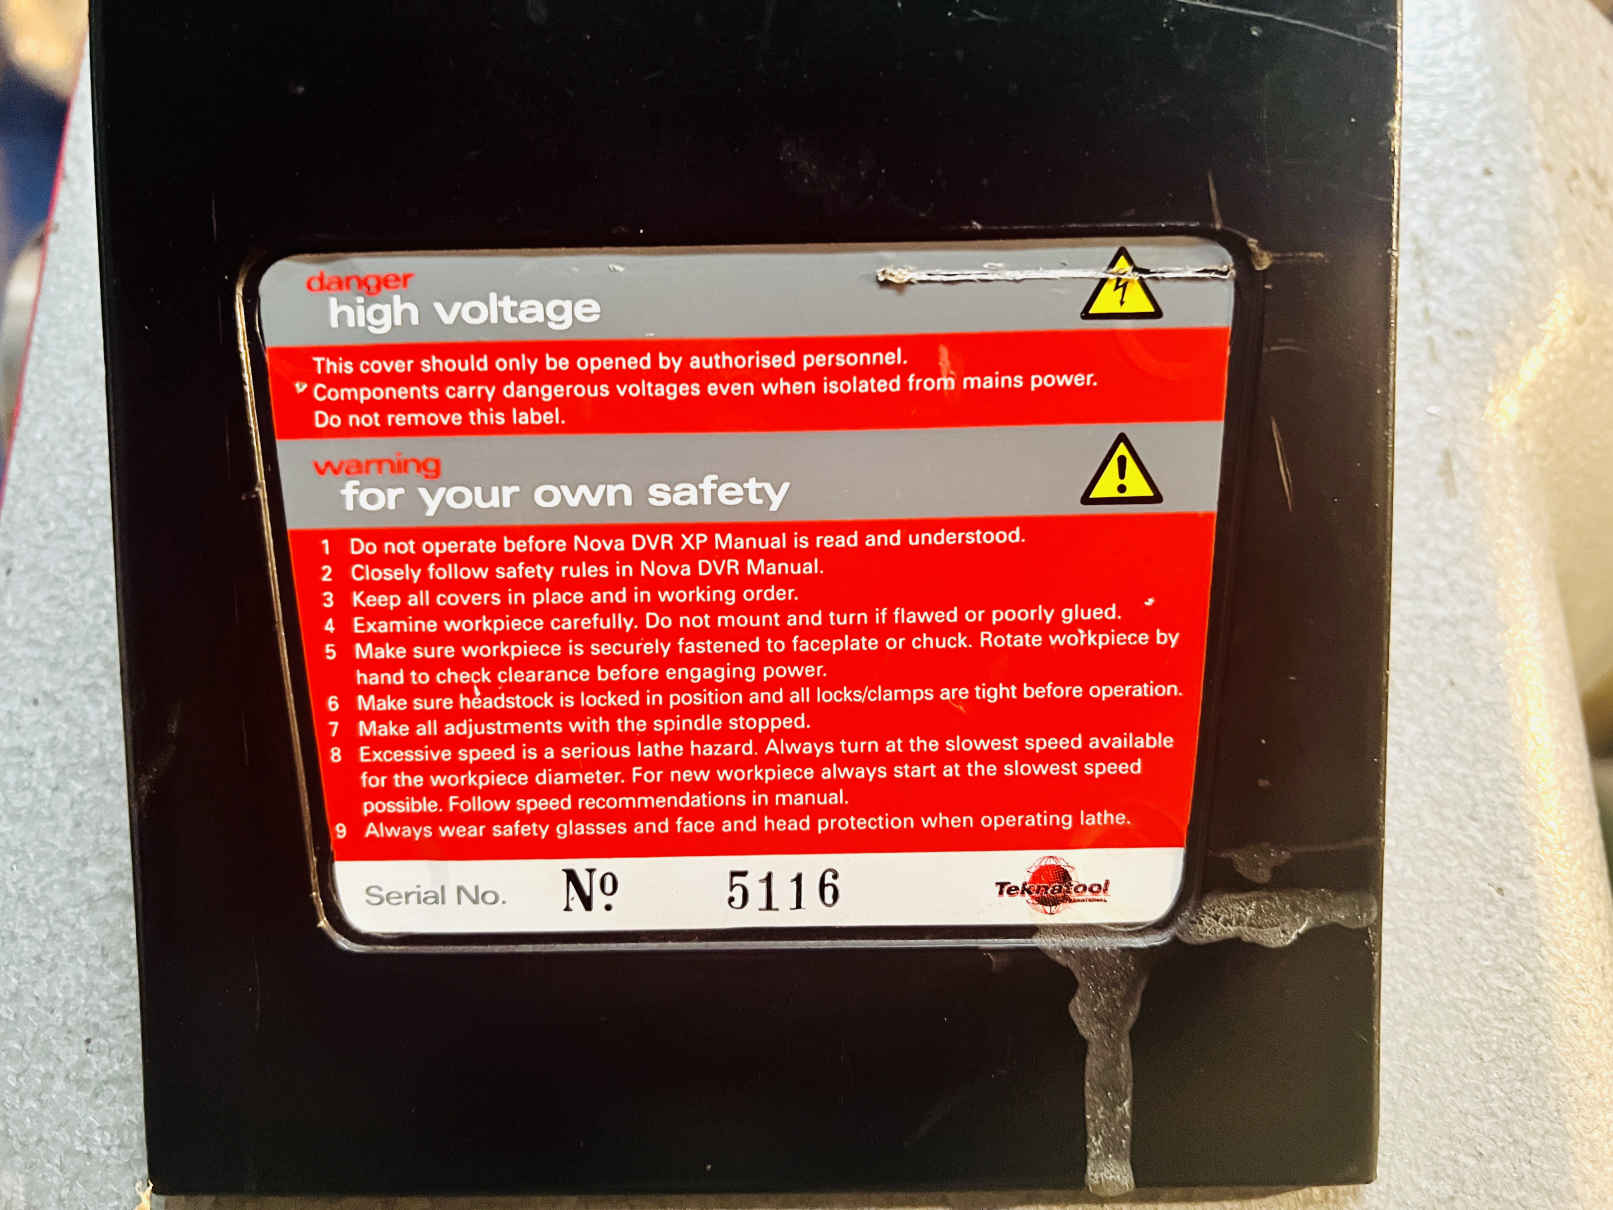 danger
high voltage
This cover should only be opened by authorised personnel.
Components carry dangerous voltages even when isolated from mains power.
Do not remove this label.
warning
for your own safety
1 Do not operate before Nova DVR XP Manual is read and understood.
2 Closely follow safety rules in Nova DVR Manual.
3 Keep all covers in place and in working order.
4 Examine workpiece carefully. Do not mount and turn if flawed or poorly glued.
5 Make sure workpiece is securely fastened to faceplate or chuck. Rotate workpiece by
hand to check clearance before engaging power.
6 Make sure headstock is locked in position and all locks/clamps are tight before operation.
7 Make all adjustments with the spindle stopped.
8 Excessive speed is a serious lathe hazard. Always turn at the slowest speed available
for the workpiece diameter. For new workpiece always start at the slowest speed
possible. Follow speed recommendations in manual.
9 Always wear safety glasses and face and head protection when operating lathe.
Serial No. Nº 5116 Teknatool